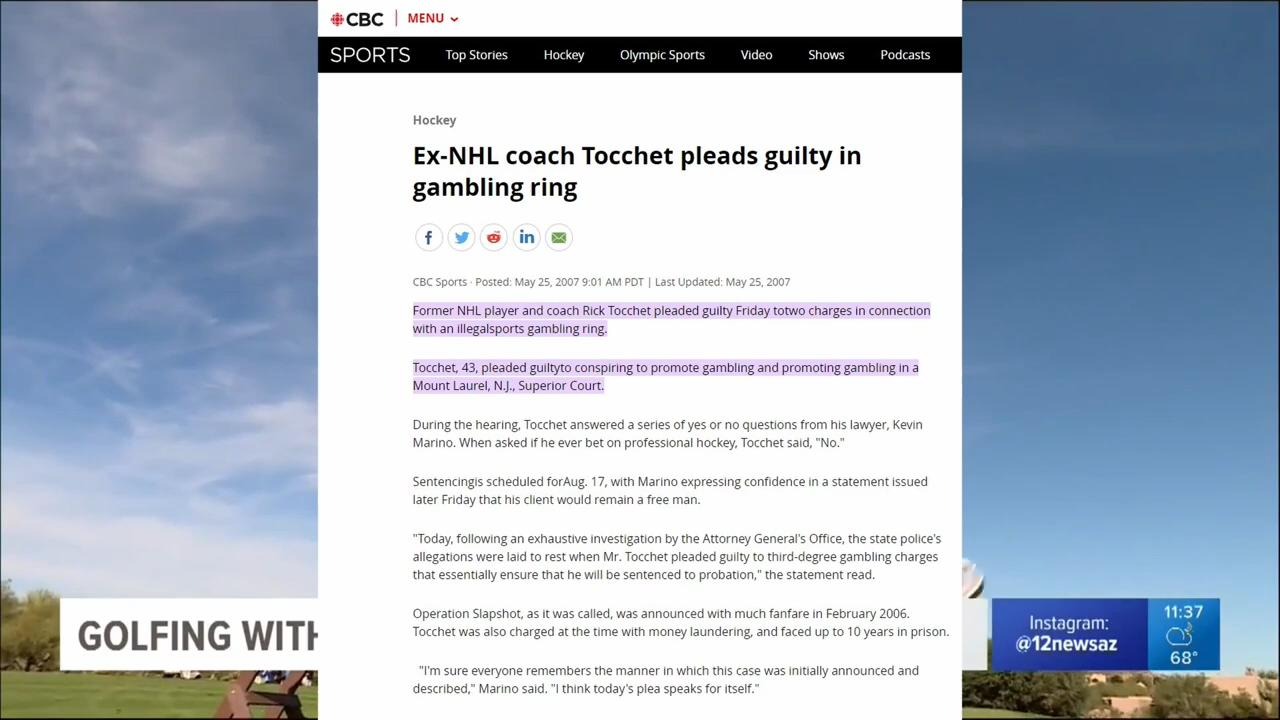 CBC
MENU
SPORTS
Top Stories
Hockey
Olympic Sports
Video
Shows
Podcasts
Hockey
Ex-NHL coach Tocchet pleads guilty in
gambling ring
CBC Sports · Posted: May 25, 2007 9:01 AM PDT | Last Updated: May 25, 2007
Former NHL player and coach Rick Tocchet pleaded guilty Friday totwo charges in connection
with an illegalsports gambling ring.
Tocchet, 43, pleaded guiltyto conspiring to promote gambling and promoting gambling in a
Mount Laurel, N.J., Superior Court.
During the hearing, Tocchet answered a series of yes or no questions from his lawyer, Kevin
Marino. When asked if he ever bet on professional hockey, Tocchet said, "No."
Sentencingis scheduled forAug. 17, with Marino expressing confidence in a statement issued
later Friday that his client would remain a free man.
"Today, following an exhaustive investigation by the Attorney General's Office, the state police's
allegations were laid to rest when Mr. Tocchet pleaded guilty to third-degree gambling charges
that essentially ensure that he will be sentenced to probation," the statement read.
Operation Slapshot, as it was called, was announced with much fanfare in February 2006.
Tocchet was also charged at the time with money laundering, and faced up to 10 years in prison.
"I'm sure everyone remembers the manner in which this case was initially announced and
described," Marino said. "I think today's plea speaks for itself."
GOLFING WITH
Instagram:
@12newsaz
11:37
68°